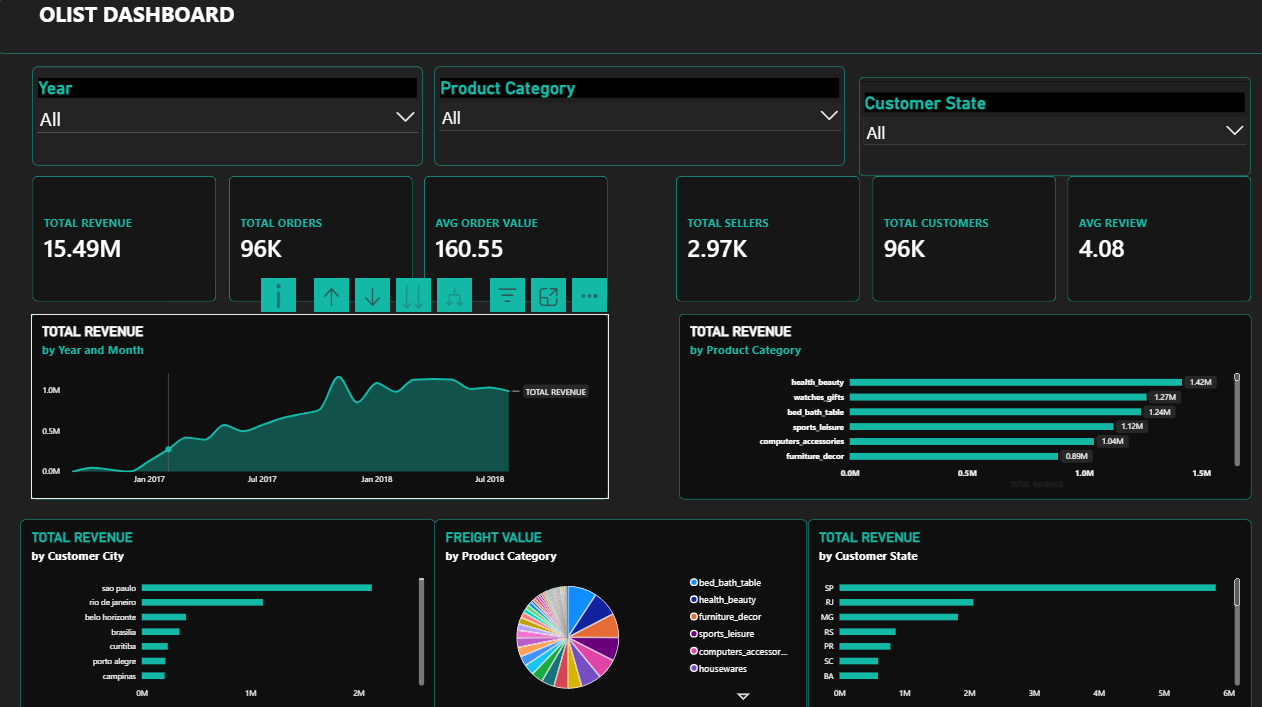 OLIST DASHBOARD
Year
All
Product Category
All
Customer State
All
TOTAL REVENUE
15.49M
TOTAL ORDERS
96K
AVG ORDER VALUE
160.55
TOTAL SELLERS
2.97K
TOTAL CUSTOMERS
96K
AVG REVIEW
4.08
TOTAL REVENUE
by Year and Month
1.0M
0.5M
0.0M
TOTAL REVENUE
Jan 2017
Jul 2017
Jan 2018
Jul 2018
TOTAL REVENUE
by Product Category
health_beauty
1.42M
watches_gifts
1.27M
bed_bath_table
1.24M
sports_leisure
1.12M
computers_accessories
1.04M
furniture_decor
0.89M
0.0M
0.5M
1.0M
1.5M
TOTAL REVENUE
TOTAL REVENUE
by Customer City
sao paulo
rio de janeiro
belo horizonte
brasilia
curitiba
porto alegre
campinas
0M
1M
2M
FREIGHT VALUE
by Product Category
bed_bath_table
health_beauty
furniture_decor
sports_leisure
computers_accessor...
housewares
TOTAL REVENUE
by Customer State
SP
RJ
MG
RS
PR
SC
BA
0M
1M
2M
3M
4M
5M
6M